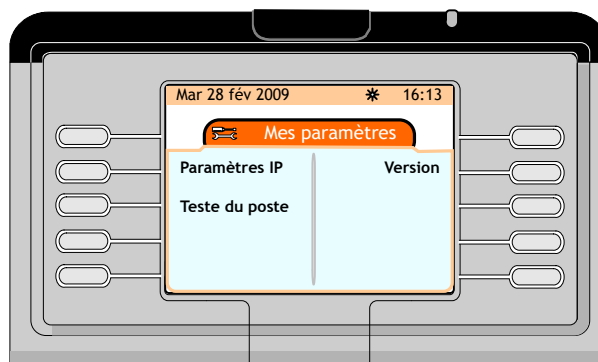 Mar 28 fév 2009 16:13
Mes paramètres
Paramètres IP Version
Teste du poste